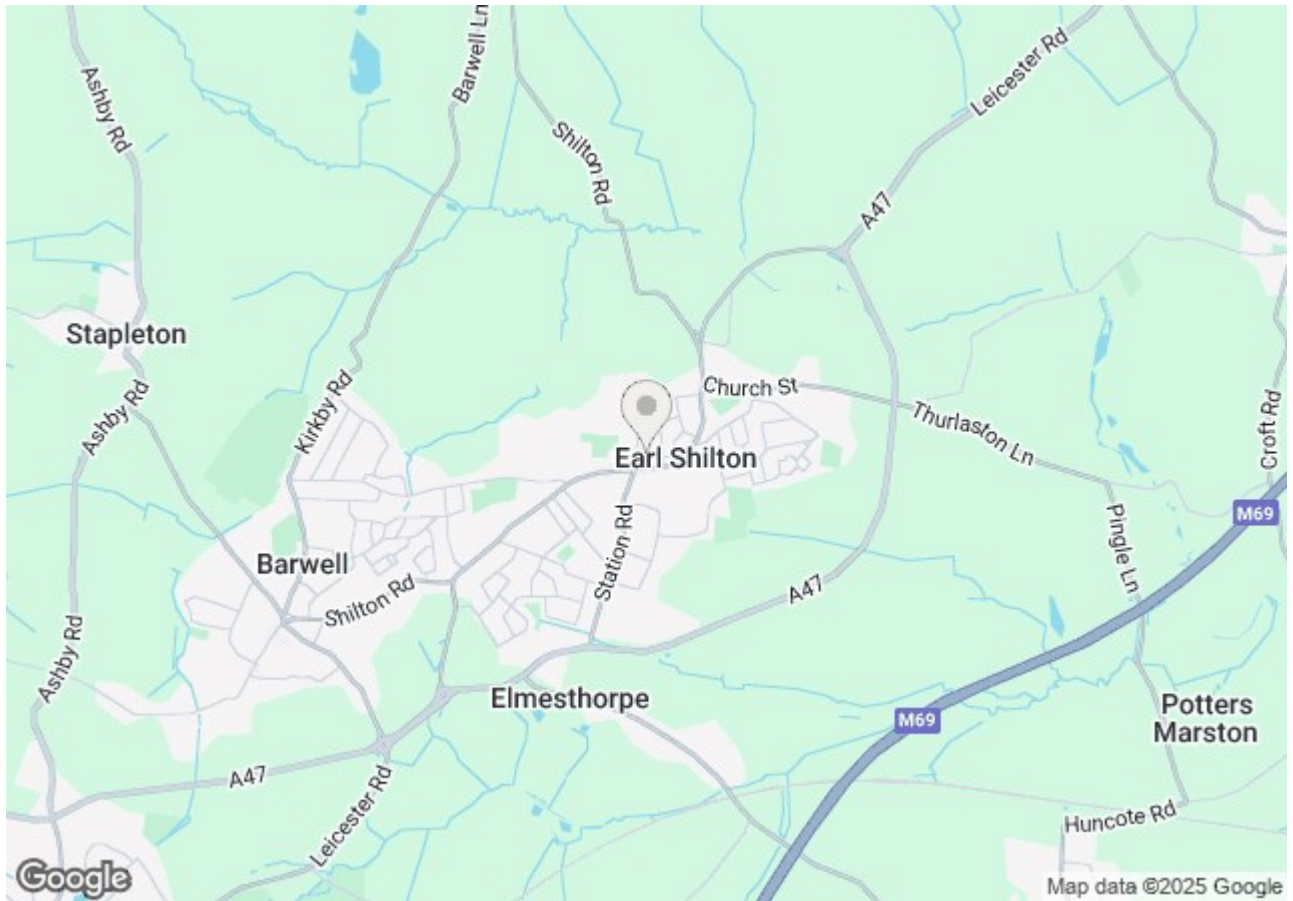 Barwell Ln
Leicester Rd
Ashby Rd
Shilton Rd
A47
Stapleton
Church St
Kirkby Rd
Ashby Rd
Thurlaston Ln
Croft Rd
Earl Shilton
M69
Station Rd
Pingle Ln
Barwell
Shilton Rd
A47
Ashby Rd
Elmesthorpe
M69
Potters
Marston
A47
Leicester Rd
Huncote Rd
Google
Map data ©2025 Google